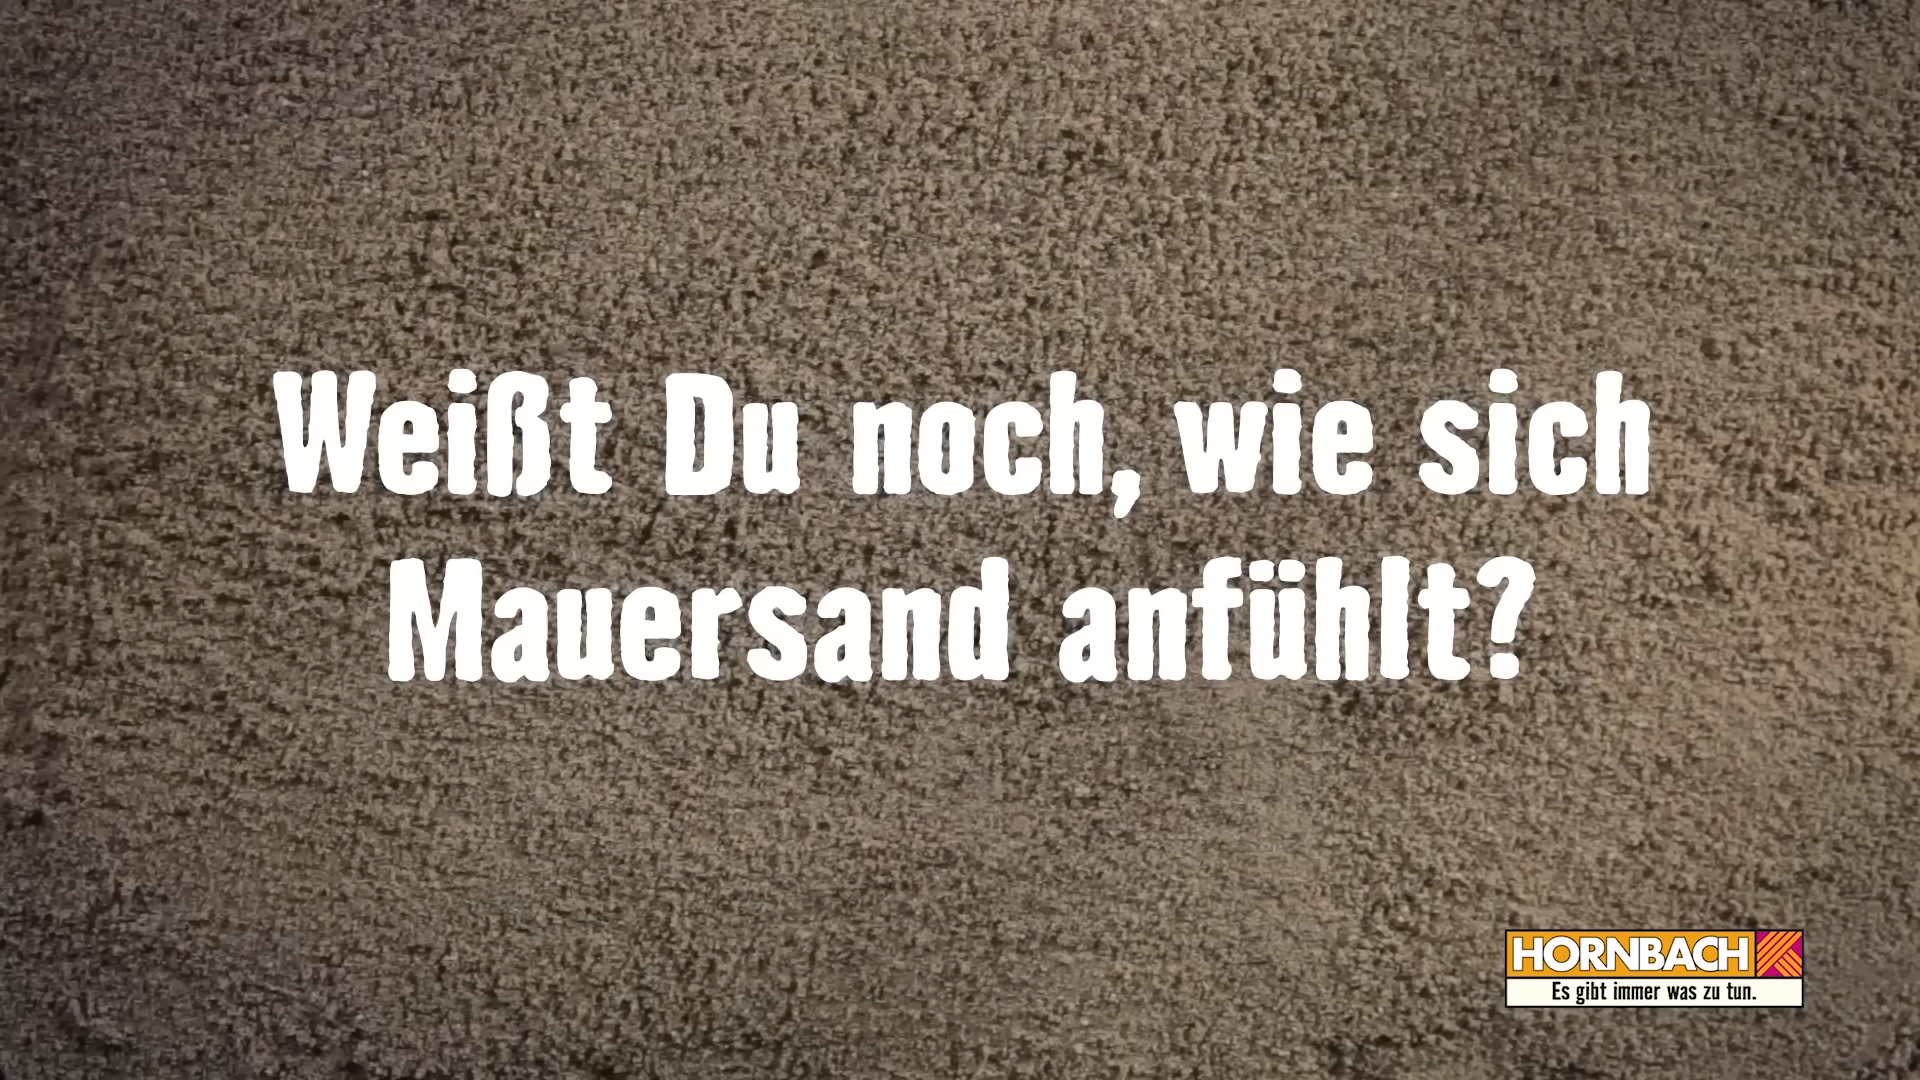 Weißt Du noch, wie sich
Mauersand anfühlt?
HORNBACH
Es gibt immer was zu tun.